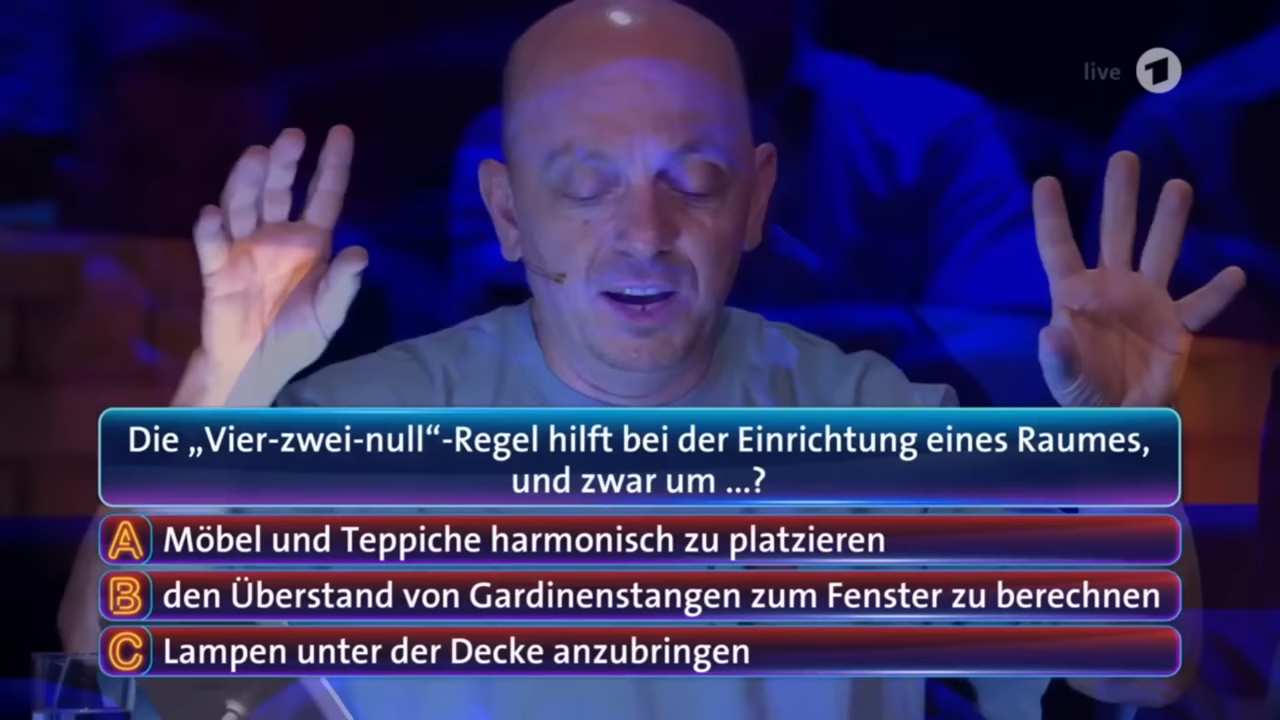 live
Die „Vier-zwei-null“-Regel hilft bei der Einrichtung eines Raumes,
und zwar um ...?
A Möbel und Teppiche harmonisch zu platzieren
B den Überstand von Gardinenstangen zum Fenster zu berechnen
C Lampen unter der Decke anzubringen